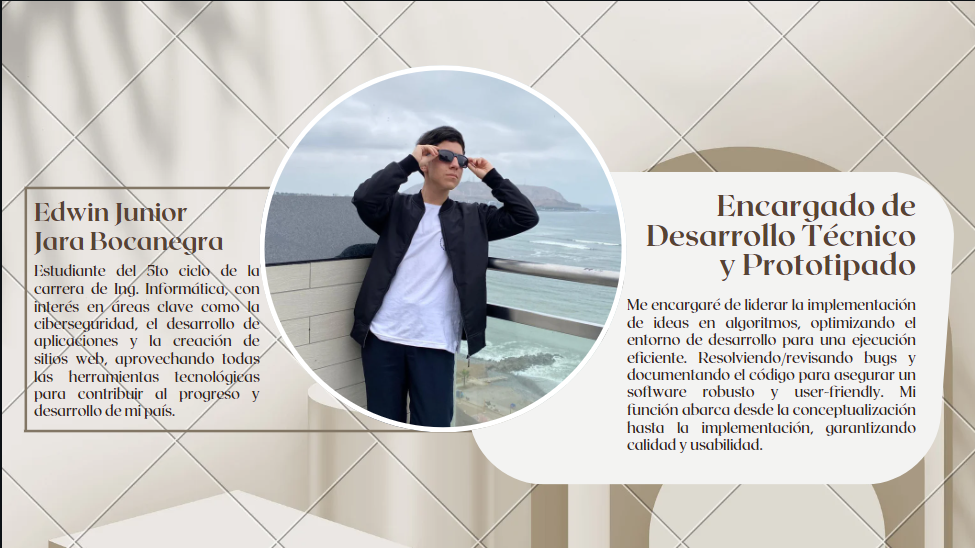 Edwin Junior
Jara Bocanegra
Estudiante del 5to ciclo de la
carrera de Ing. Informática, con
interés en áreas clave como la
ciberseguridad, el desarrollo de
aplicaciones y la creación de
sitios web, aprovechando todas
las herramientas tecnológicas
para contribuir al progreso y
desarrollo de mi país.
Encargado de
Desarrollo Técnico
y Prototipado
Me encargaré de liderar la implementación
de ideas en algoritmos, optimizando el
entorno de desarrollo para una ejecución
eficiente. Resolviendo/revisando bugs y
documentando el código para asegurar un
software robusto y user-friendly. Mi
función abarca desde la conceptualización
hasta la implementación, garantizando
calidad y usabilidad.